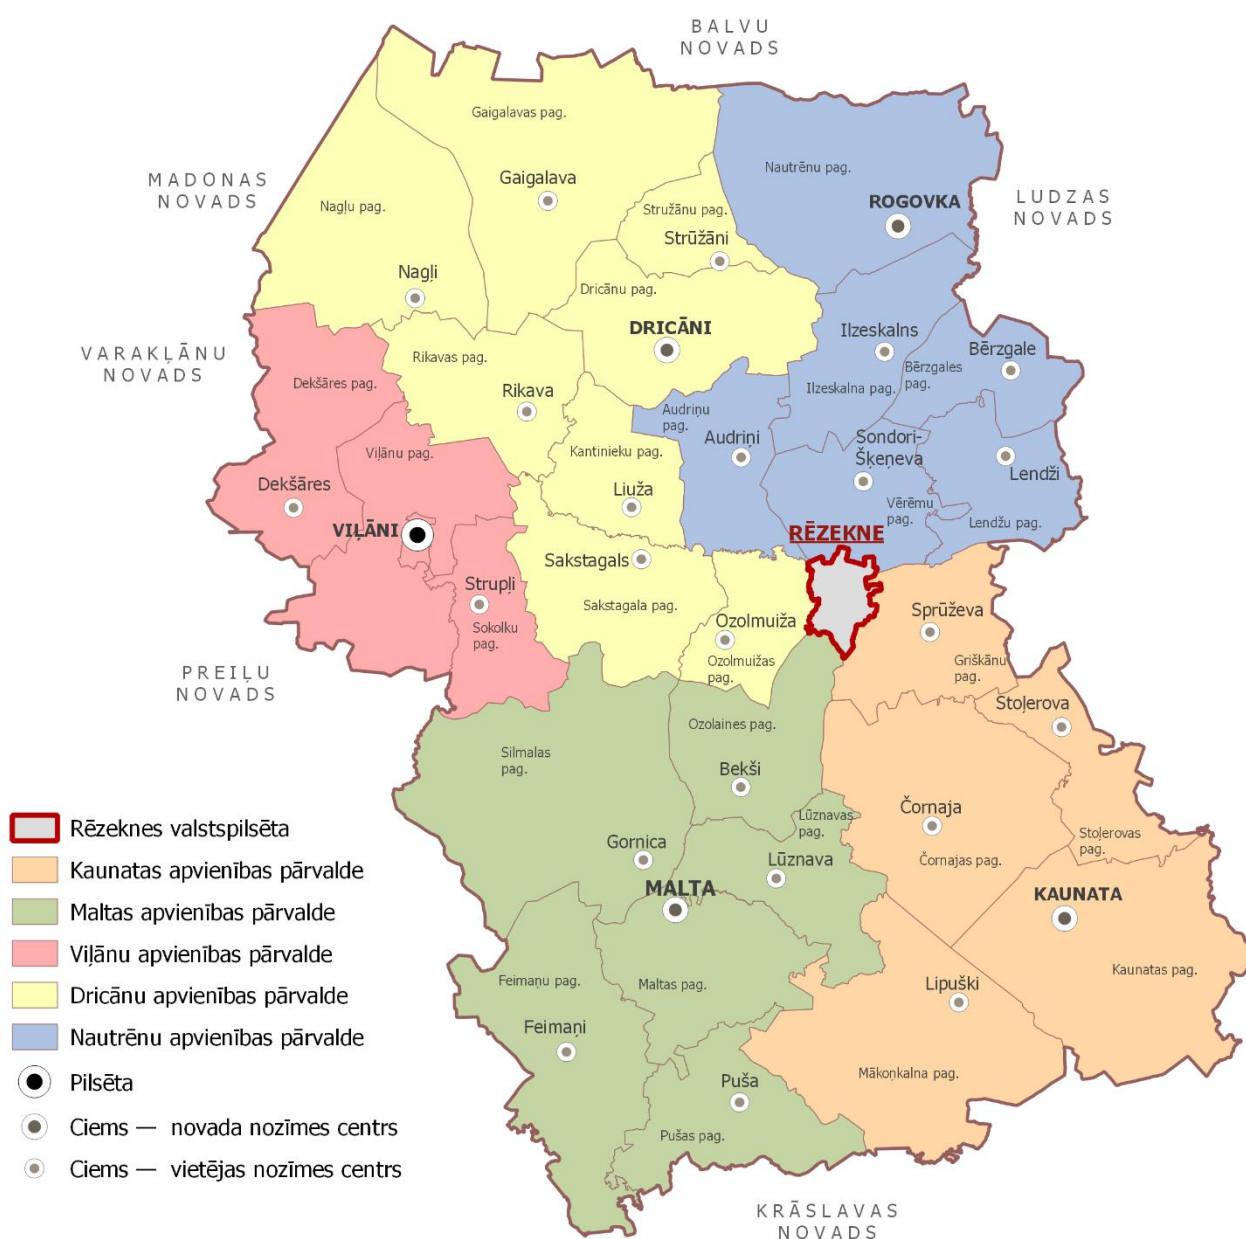 BALVU
NOVADS
Gaigalavas pag.
Nautrēnu pag.
MADONAS
NOVADS
Gaigalava
LUDZAS
NOVADS
Nagļu pag.
Stružānu pag.
ROGOVKA
Strūžāni
Nagļi
Dricānu pag.
DRICĀNI
Ilzeskalns
VARAKĻĀNU
NOVADS
Rikavas pag.
Bērzgale
Bērzgales
pag.
Dekšāres pag.
Rikava
Ilzeskalna pag.
Audriņu
pag.
Audriņi
Sondori-
Šķeņeva
Viļānu pag.
Kantinieku pag.
Lendži
Dekšāres
Liuža
Vērēmu
pag.
Lendžu pag.
VIĻĀNI
RĒZEKNE
Sakstagals
Strupļi
Sakstagala pag.
Sprūževa
Sokolku
pag.
Ozolmuiža
Ozolmuižas
pag.
Griškānu
pag.
PREIĻU
NOVADS
Stoļerova
Ozolaines pag.
Silmalas
pag.
Bekši
Čornaja
Lūznavas
pag.
Stoļerovas
pag.
Gornica
Lūznava
Čornajas pag.
MALTA
KAUNATA
Feimaņu pag.
Maltas pag.
Lipuški
Kaunatas pag.
Feimaņi
Mākoņkalna pag.
Puša
Pušas pag.
KRĀSLAVAS
NOVADS
Rēzeknes valstspilsēta
Kaunatas apvienības pārvalde
Maltas apvienības pārvalde
Viļānu apvienības pārvalde
Dricānu apvienības pārvalde
Nautrēnu apvienības pārvalde
Pilsēta
Ciems — novada nozīmes centrs
Ciems — vietējas nozīmes centrs